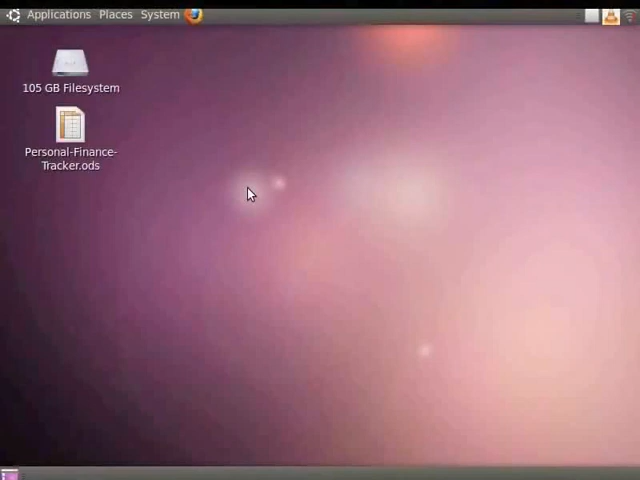 Applications Places System
105 GB Filesystem
Personal-Finance-
Tracker.ods